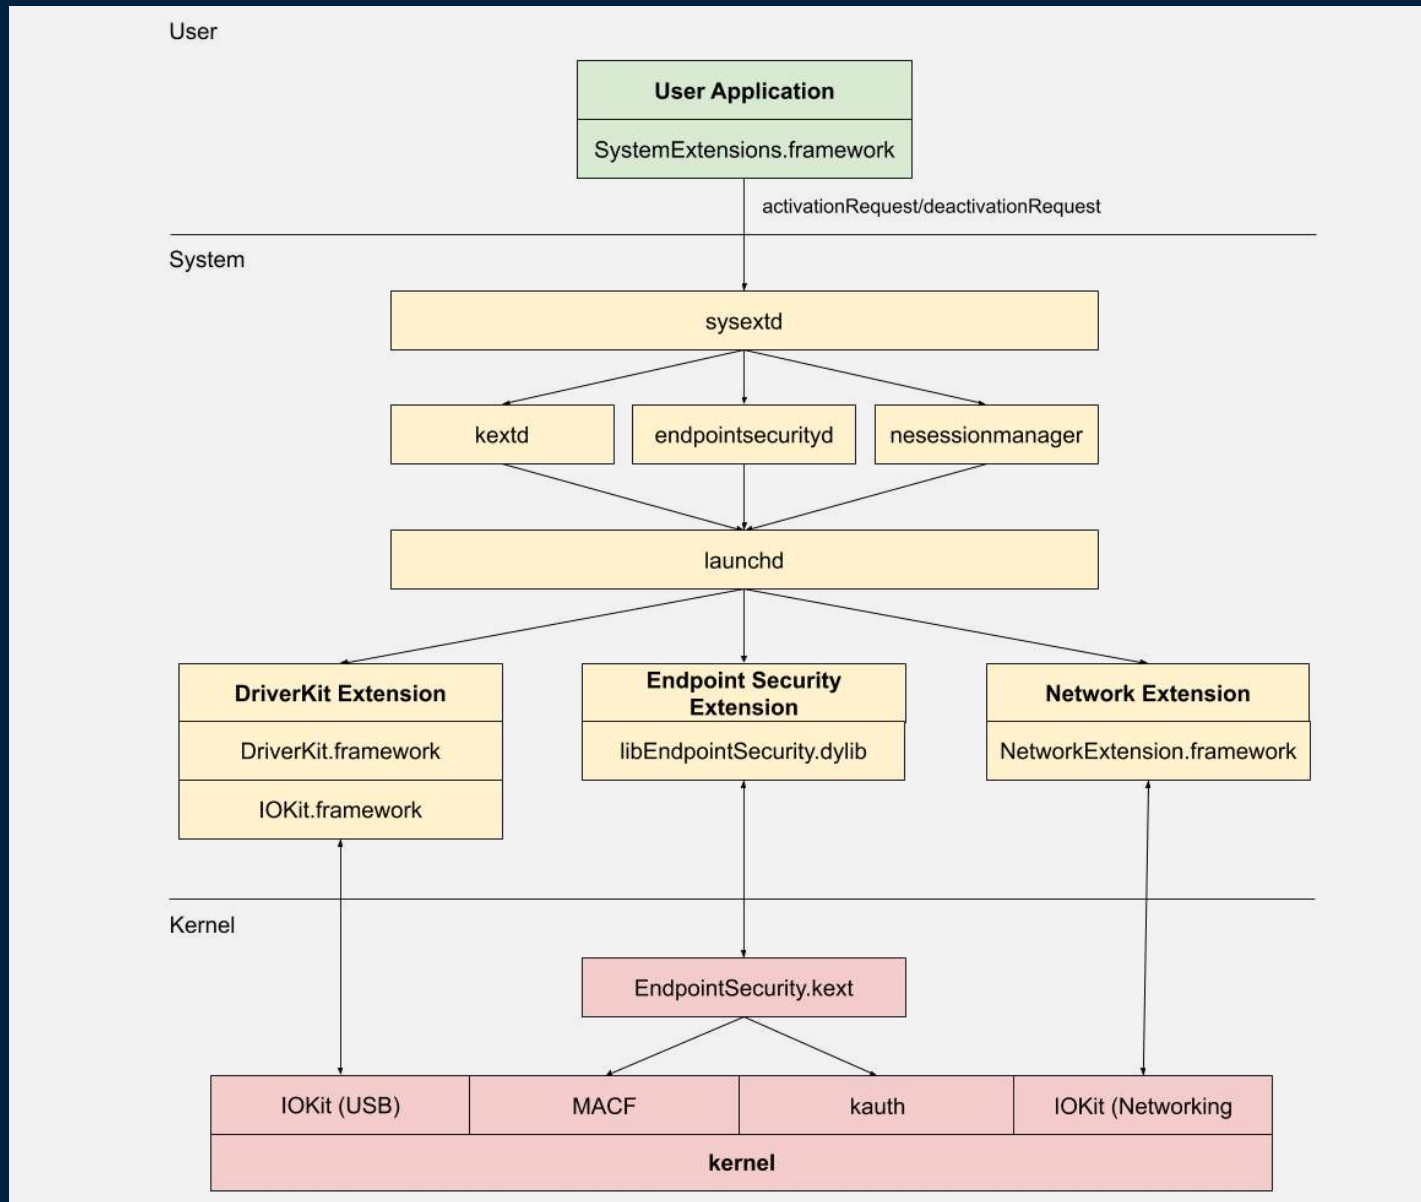 User
User Application
SystemExtensions.framework
activationRequest/deactivationRequest
System
sysextd
kextd
endpointsecurityd
nesessionmanager
launchd
DriverKit Extension
DriverKit.framework
IOKit.framework
Endpoint Security
Extension
libEndpointSecurity.dylib
Network Extension
NetworkExtension.framework
Kernel
EndpointSecurity.kext
IOKit (USB)
MACF
kauth
IOKit (Networking
kernel